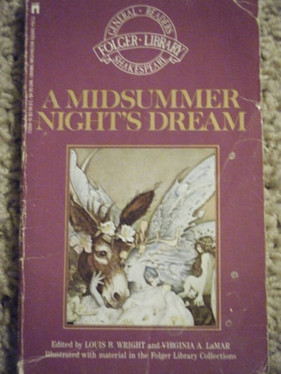 GENERAL · READER'S
FOLGER · LIBRARY
SHAKESPEARE
A MIDSUMMER
NIGHT'S DREAM
Edited by LOUIS B. WRIGHT and VIRGINIA A. LaMAR
Illustrated with material in the Folger Library Collections